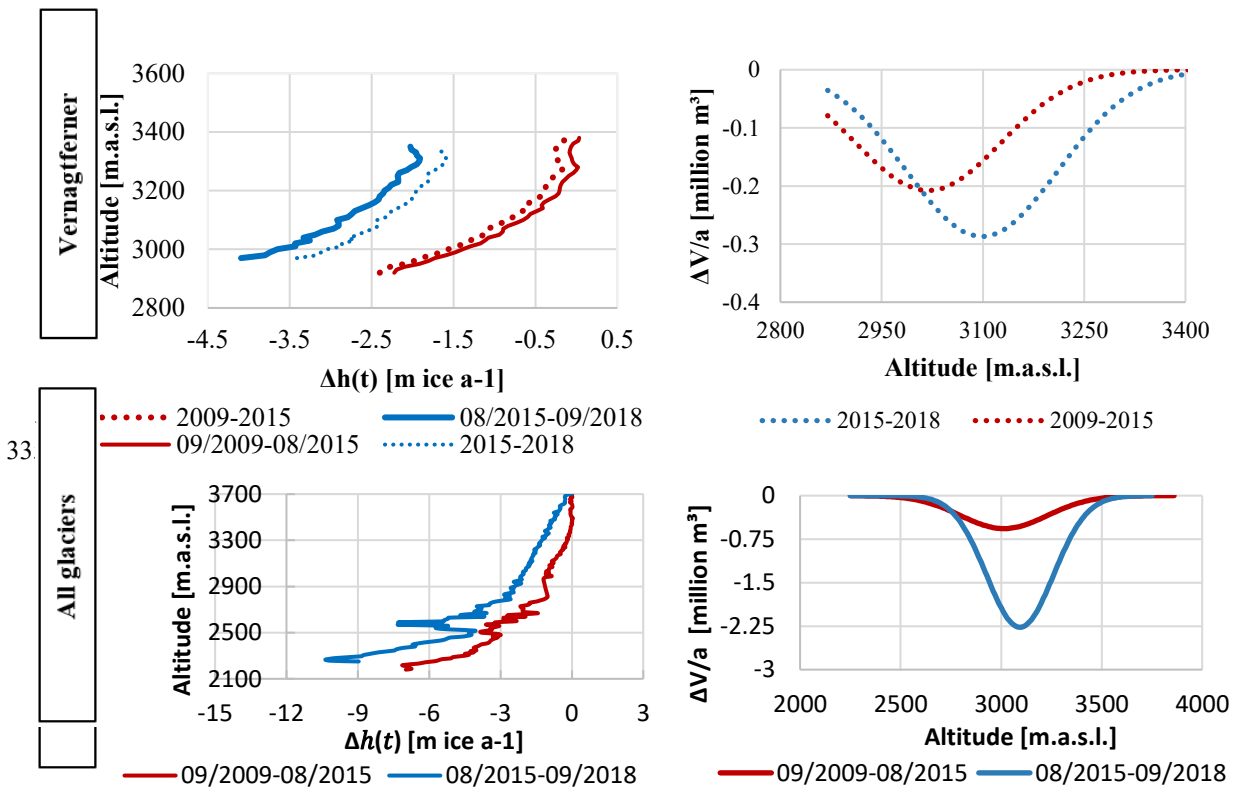 Vernagtferner
Altitude [m.a.s.l.]
3600
3400
3200
3000
2800
-4.5 -3.5 -2.5 -1.5 -0.5 0.5
Δh(t) [m ice a-1]
2009-2015 08/2015-09/2018
09/2009-08/2015 2015-2018
ΔV/a [million m³]
0
-0.1
-0.2
-0.3
-0.4
2800 2950 3100 3250 3400
Altitude [m.a.s.l.]
2015-2018 2009-2015
33.
All glaciers
Altitude [m.a.s.l.]
3700
3300
2900
2500
2100
-15 -12 -9 -6 -3 0 3
Δh(t) [m ice a-1]
09/2009-08/2015 08/2015-09/2018
ΔV/a [million m³]
0
-0.75
-1.5
-2.25
-3
2000 2500 3000 3500 4000
Altitude [m.a.s.l.]
09/2009-08/2015 08/2015-09/2018